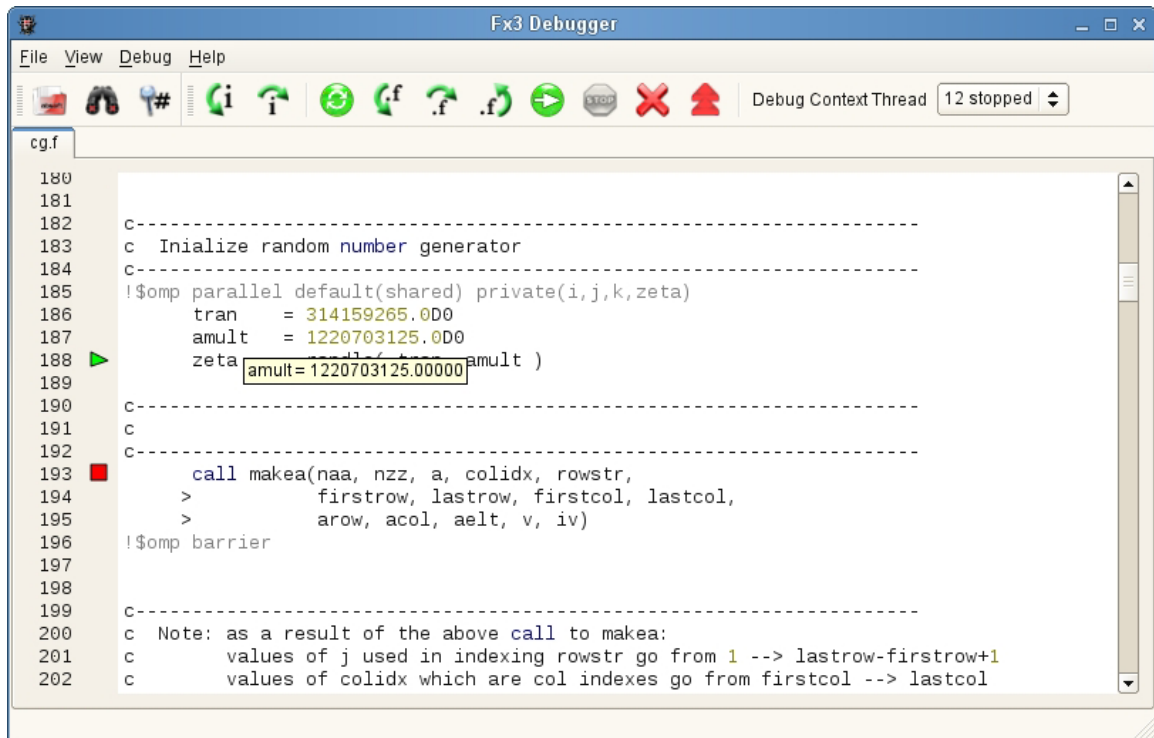 Fx3 Debugger
File View Debug Help
i i .f .f .f STOP Debug Context Thread 12 stopped
cg.f
180
181
182 c---------------------------------------------------------------------
183 c  Inialize random number generator
184 c---------------------------------------------------------------------
185 !$omp parallel default(shared) private(i,j,k,zeta)
186       tran    = 314159265.0D0
187       amult   = 1220703125.0D0
188       zeta amult )
amult = 1220703125.00000
189
190 c---------------------------------------------------------------------
191 c
192 c---------------------------------------------------------------------
193       call makea(naa, nzz, a, colidx, rowstr,
194      >           firstrow, lastrow, firstcol, lastcol,
195      >           arow, acol, aelt, v, iv)
196 !$omp barrier
197
198
199 c---------------------------------------------------------------------
200 c  Note: as a result of the above call to makea:
201 c        values of j used in indexing rowstr go from 1 --> lastrow-firstrow+1
202 c        values of colidx which are col indexes go from firstcol --> lastcol